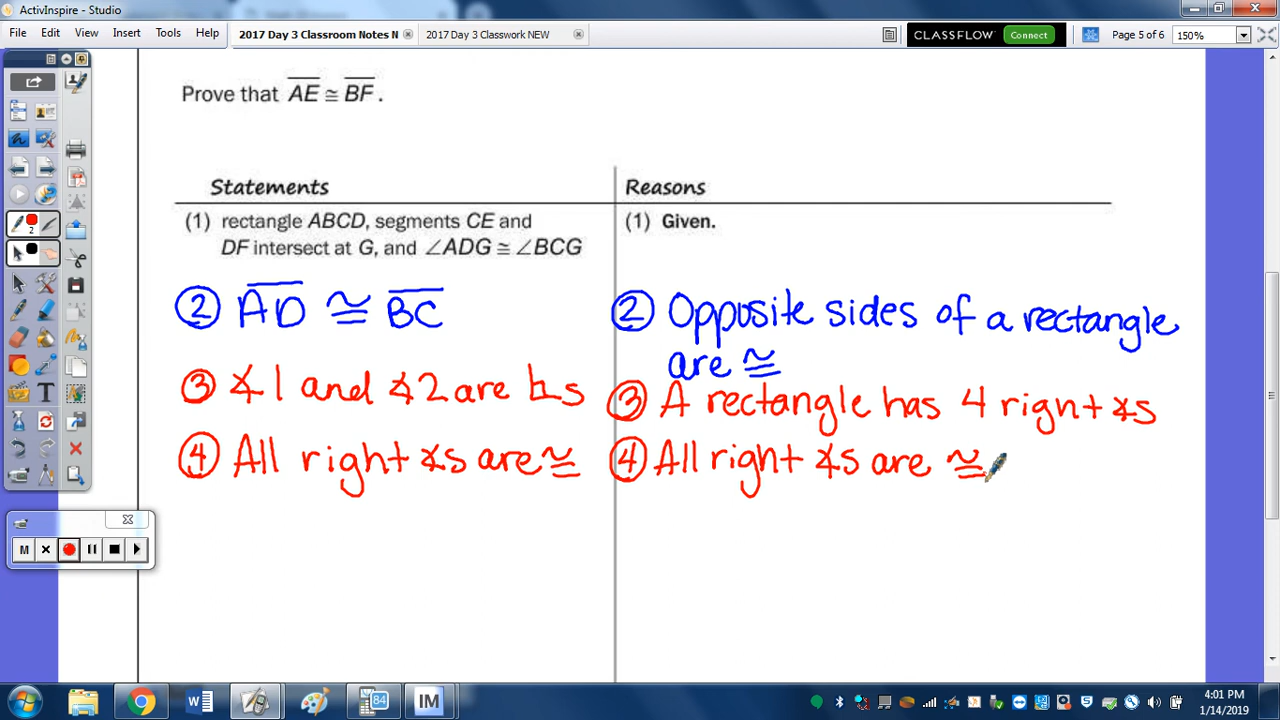 ActivInspire - Studio
File Edit View Insert Tools Help
2017 Day 3 Classroom Notes N
2017 Day 3 Classwork NEW
CLASSFLOW Connect
Page 5 of 6
150%
Prove that AE ≅ BF.
Statements
Reasons
(1) rectangle ABCD, segments CE and
DF intersect at G, and ∠ADG ≅ ∠BCG
(1) Given.
② AD ≅ BC
② Opposite sides of a rectangle
are ≅
③ ∡1 and ∡2 are ⊾s
③ A rectangle has 4 right ∡s
④ All right ∡s are ≅
④ All right ∡s are ≅
M
2
T
84
IM
4:01 PM
1/14/2019